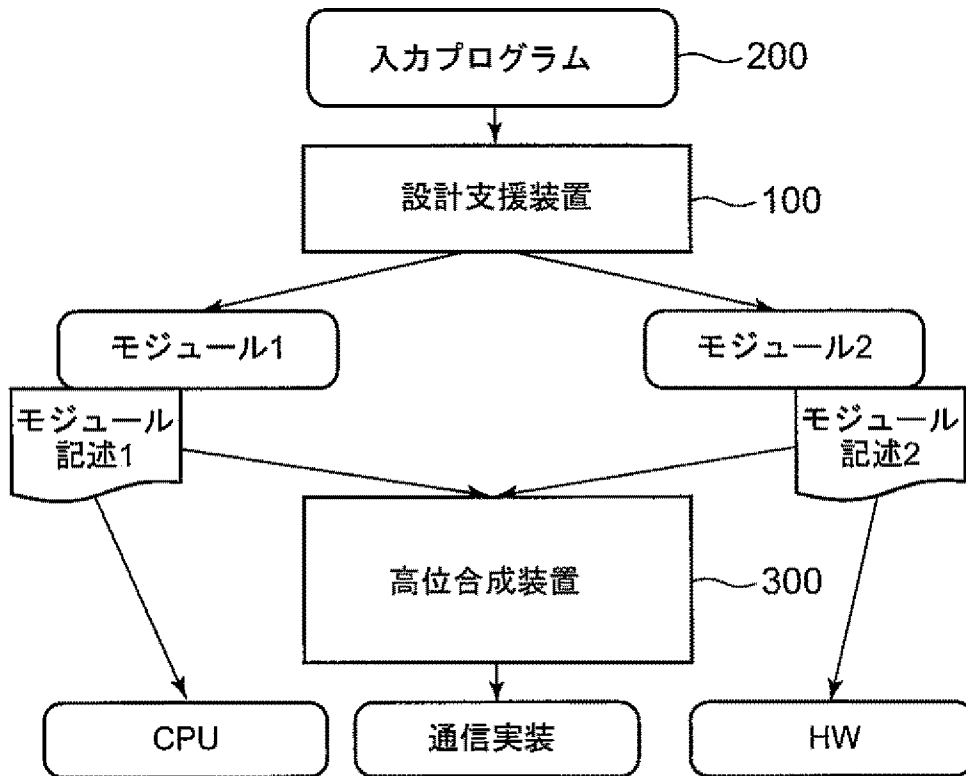 入力プログラム
200
設計支援装置
100
モジュール1
モジュール2
モジュール
記述1
モジュール
記述2
高位合成装置
300
CPU
通信実装
HW